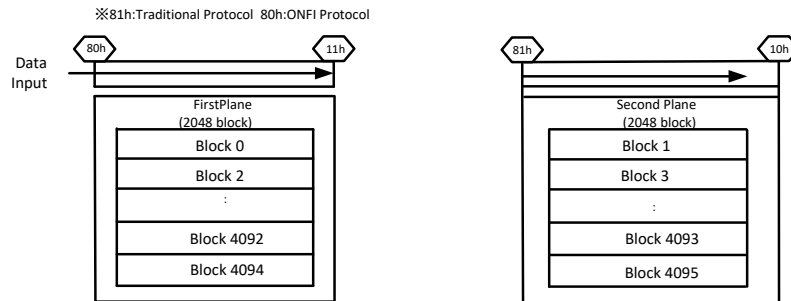 ※81h:Traditional Protocol 80h:ONFI Protocol
80h
11h
81h
10h
Data
Input
FirstPlane
(2048 block)
Block 0
Block 2
:
Block 4092
Block 4094
Second Plane
(2048 block)
Block 1
Block 3
:
Block 4093
Block 4095